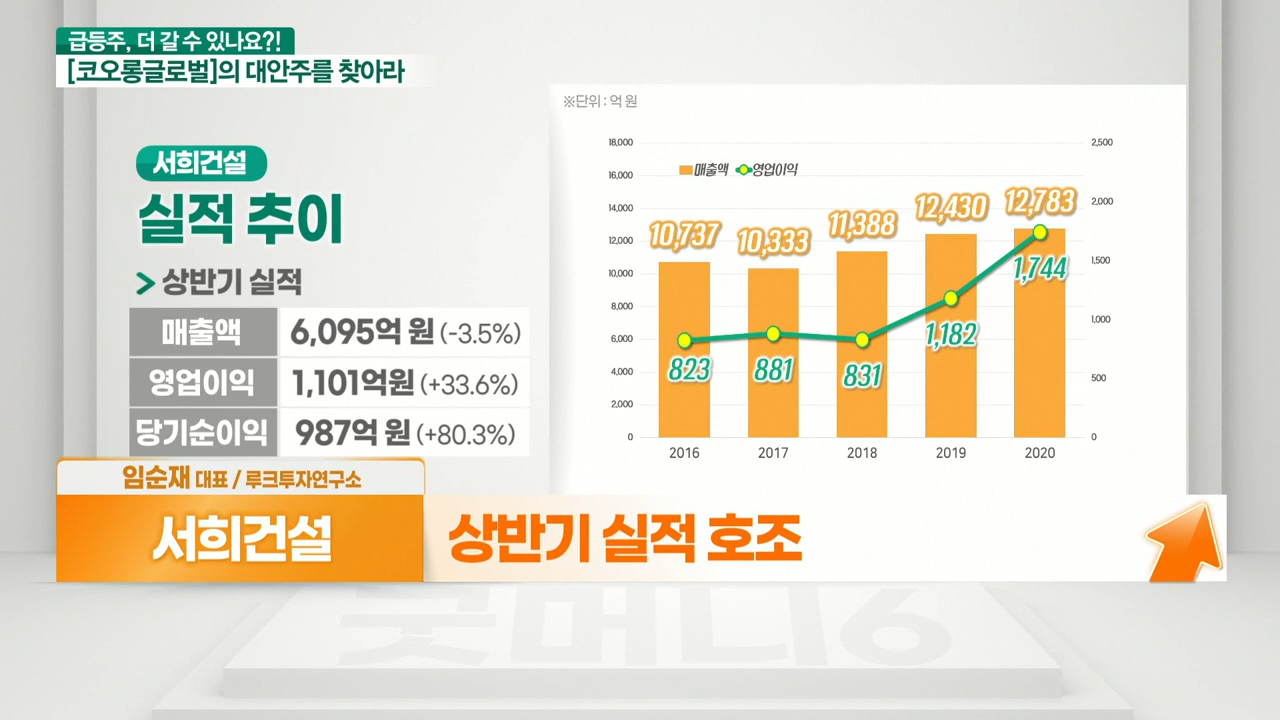 급등주, 더 갈 수 있나요?!
[코오롱글로벌]의 대안주를 찾아라
서희건설
실적 추이
> 상반기 실적
매출액 6,095억 원 (-3.5%)
영업이익 1,101억원 (+33.6%)
당기순이익 987억 원 (+80.3%)
※단위 : 억 원
매출액 영업이익
18,000
16,000
14,000
12,000
10,000
8,000
6,000
4,000
2,000
0
2,500
2,000
1,500
1,000
500
0
10,737 10,333 11,388 12,430 12,783
823 881 831 1,182 1,744
2016 2017 2018 2019 2020
임순재 대표 / 루크투자연구소
서희건설
상반기 실적 호조
굿머니6